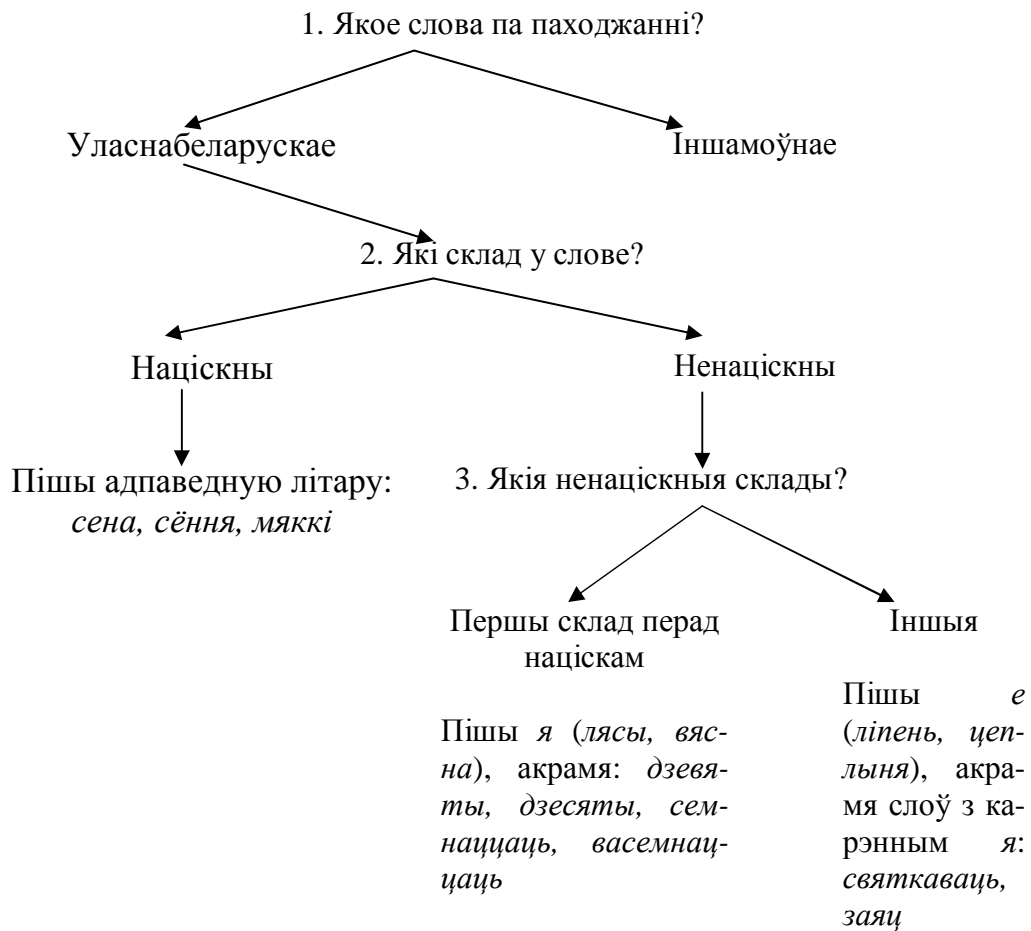 1. Якое слова па паходжанні?
Уласнабеларускае
Іншамоўнае
2. Які склад у слове?
Націскны
Ненаціскны
Пішы адпаведную літару:
сена, сёння, мяккі
3. Якія ненаціскныя склады?
Першы склад перад
націскам
Пішы я (лясы, вяс-
на), акрамя: дзевя-
ты, дзесяты, сем-
наццаць, васемнац-
цаць
Іншыя
Пішы е
(ліпень, цеп-
лыня), акра-
мя слоў з ка-
рэнным я:
святкаваць,
заяц